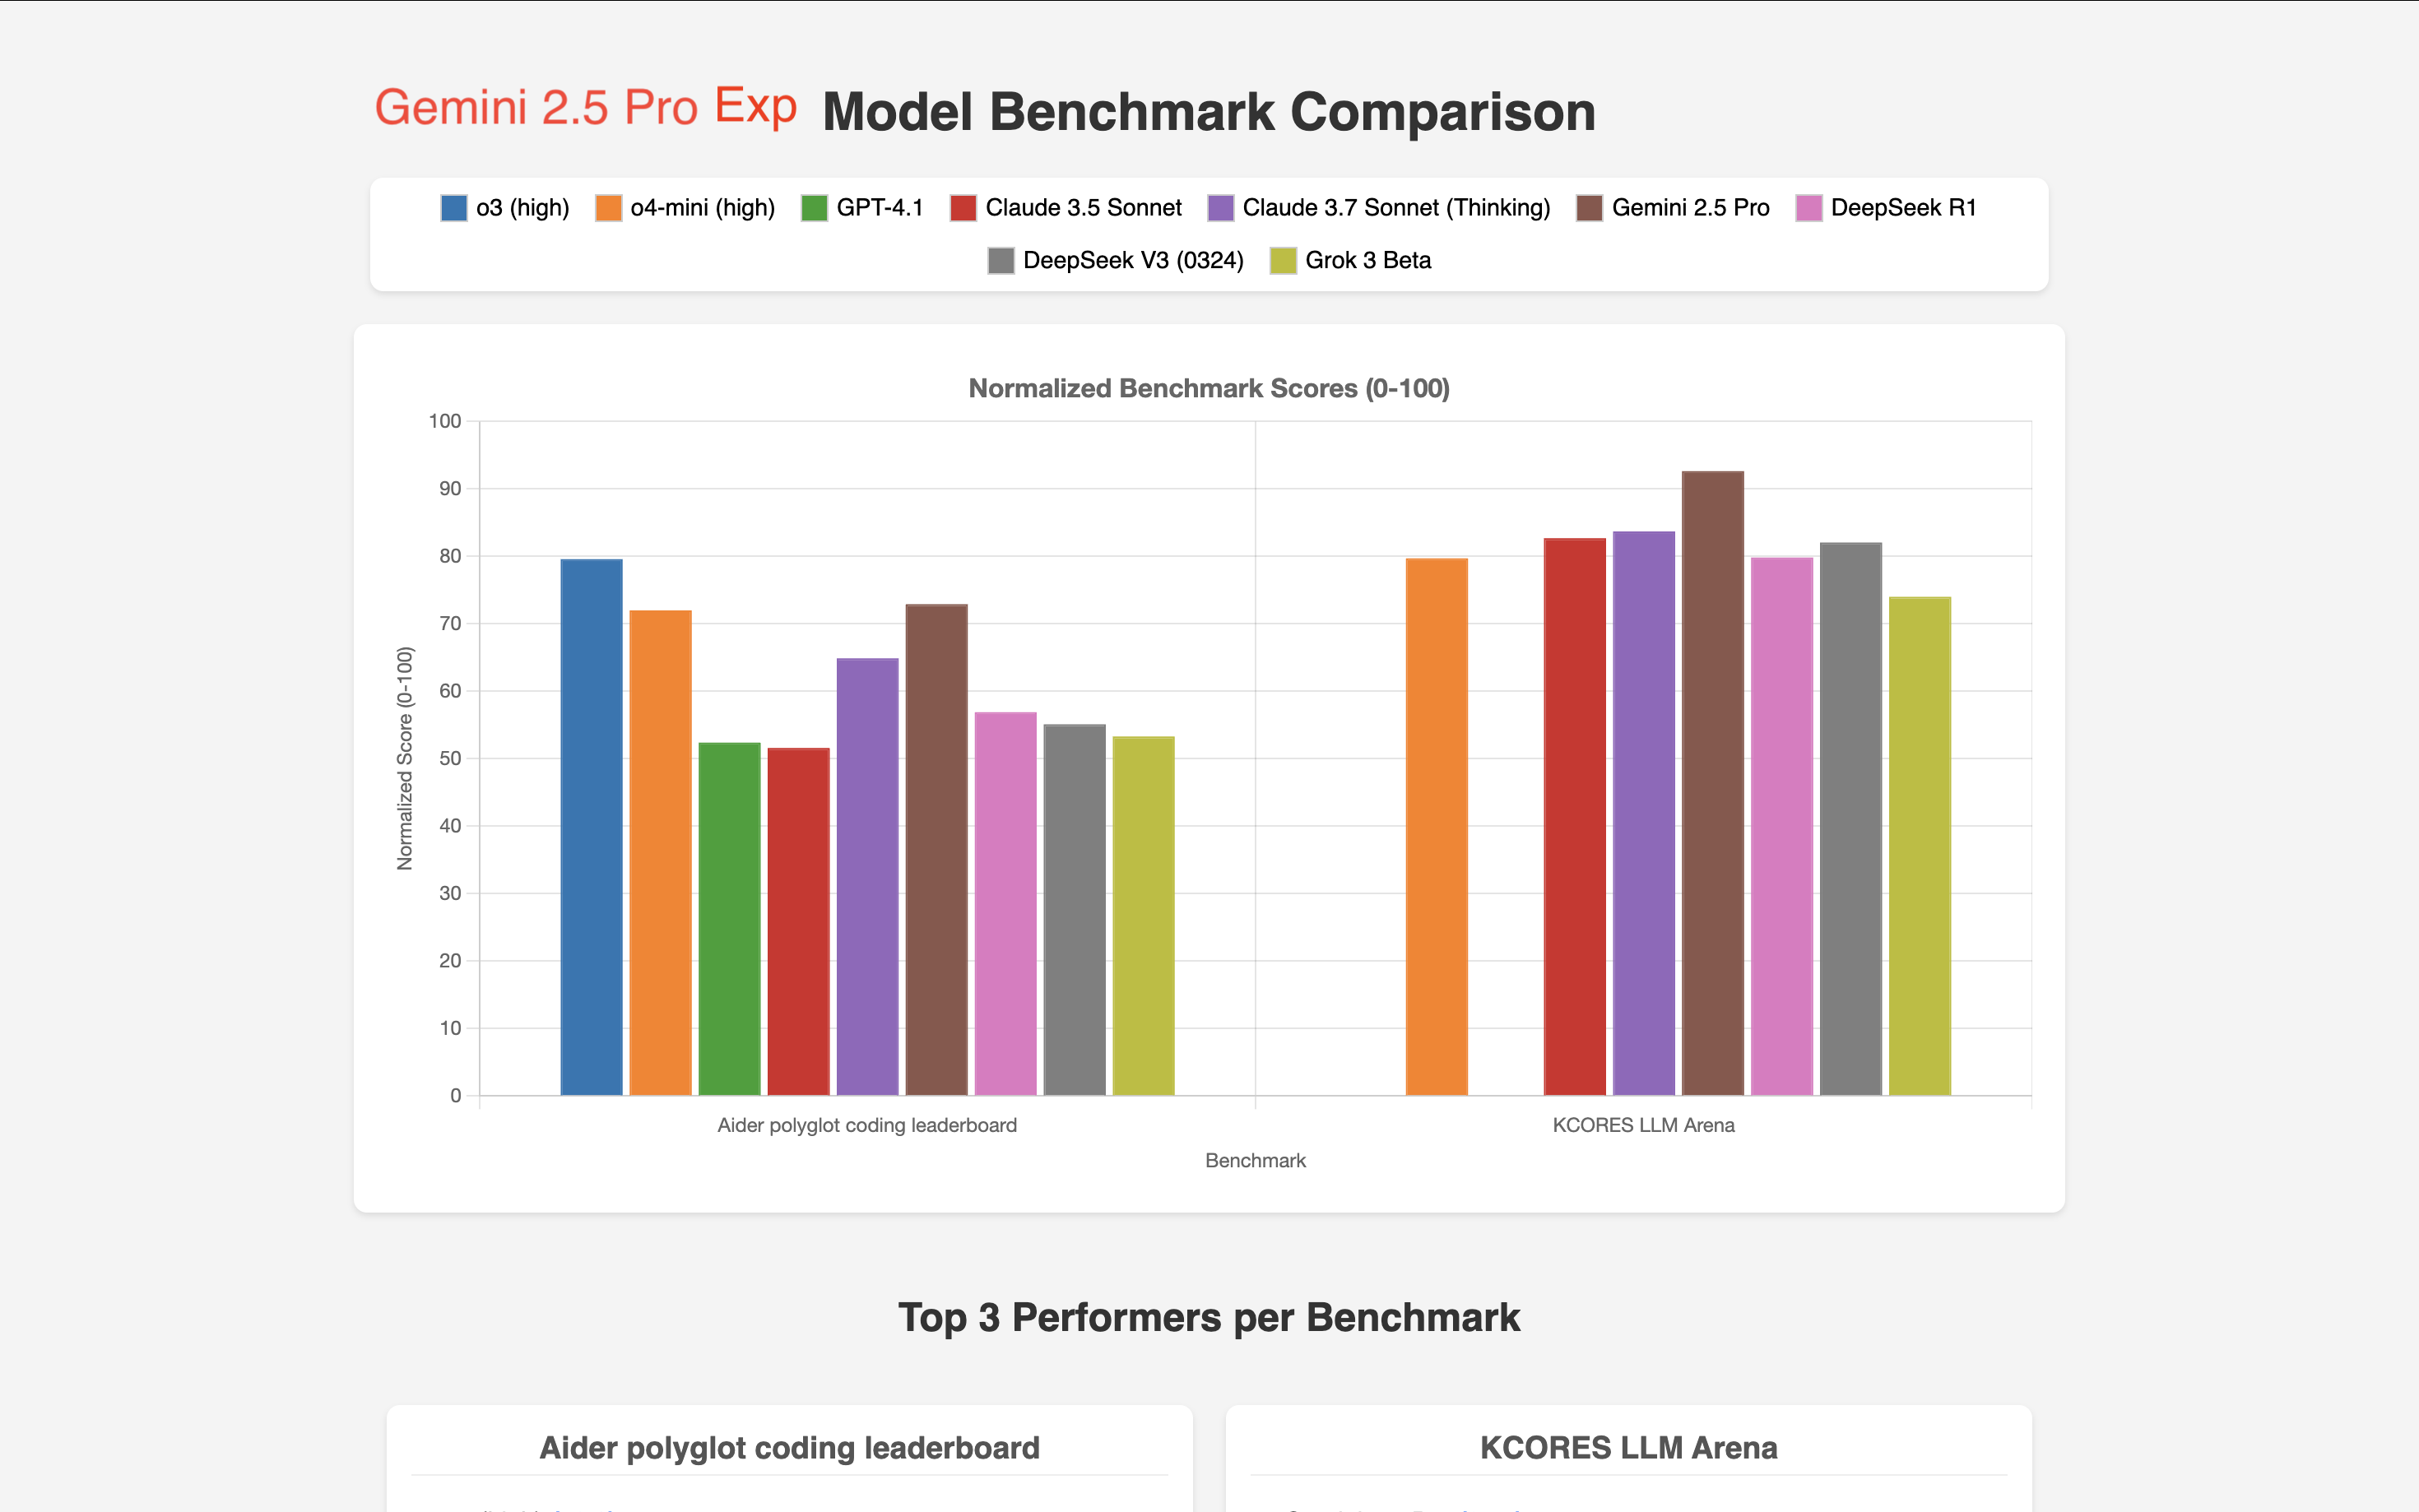 Gemini 2.5 Pro Exp Model Benchmark Comparison
o3 (high) o4-mini (high) GPT-4.1 Claude 3.5 Sonnet Claude 3.7 Sonnet (Thinking) Gemini 2.5 Pro DeepSeek R1
DeepSeek V3 (0324) Grok 3 Beta
Normalized Benchmark Scores (0-100)
100
90
80
70
60
50
40
30
20
10
0
Normalized Score (0-100)
Aider polyglot coding leaderboard KCORES LLM Arena
Benchmark
Top 3 Performers per Benchmark
Aider polyglot coding leaderboard
KCORES LLM Arena